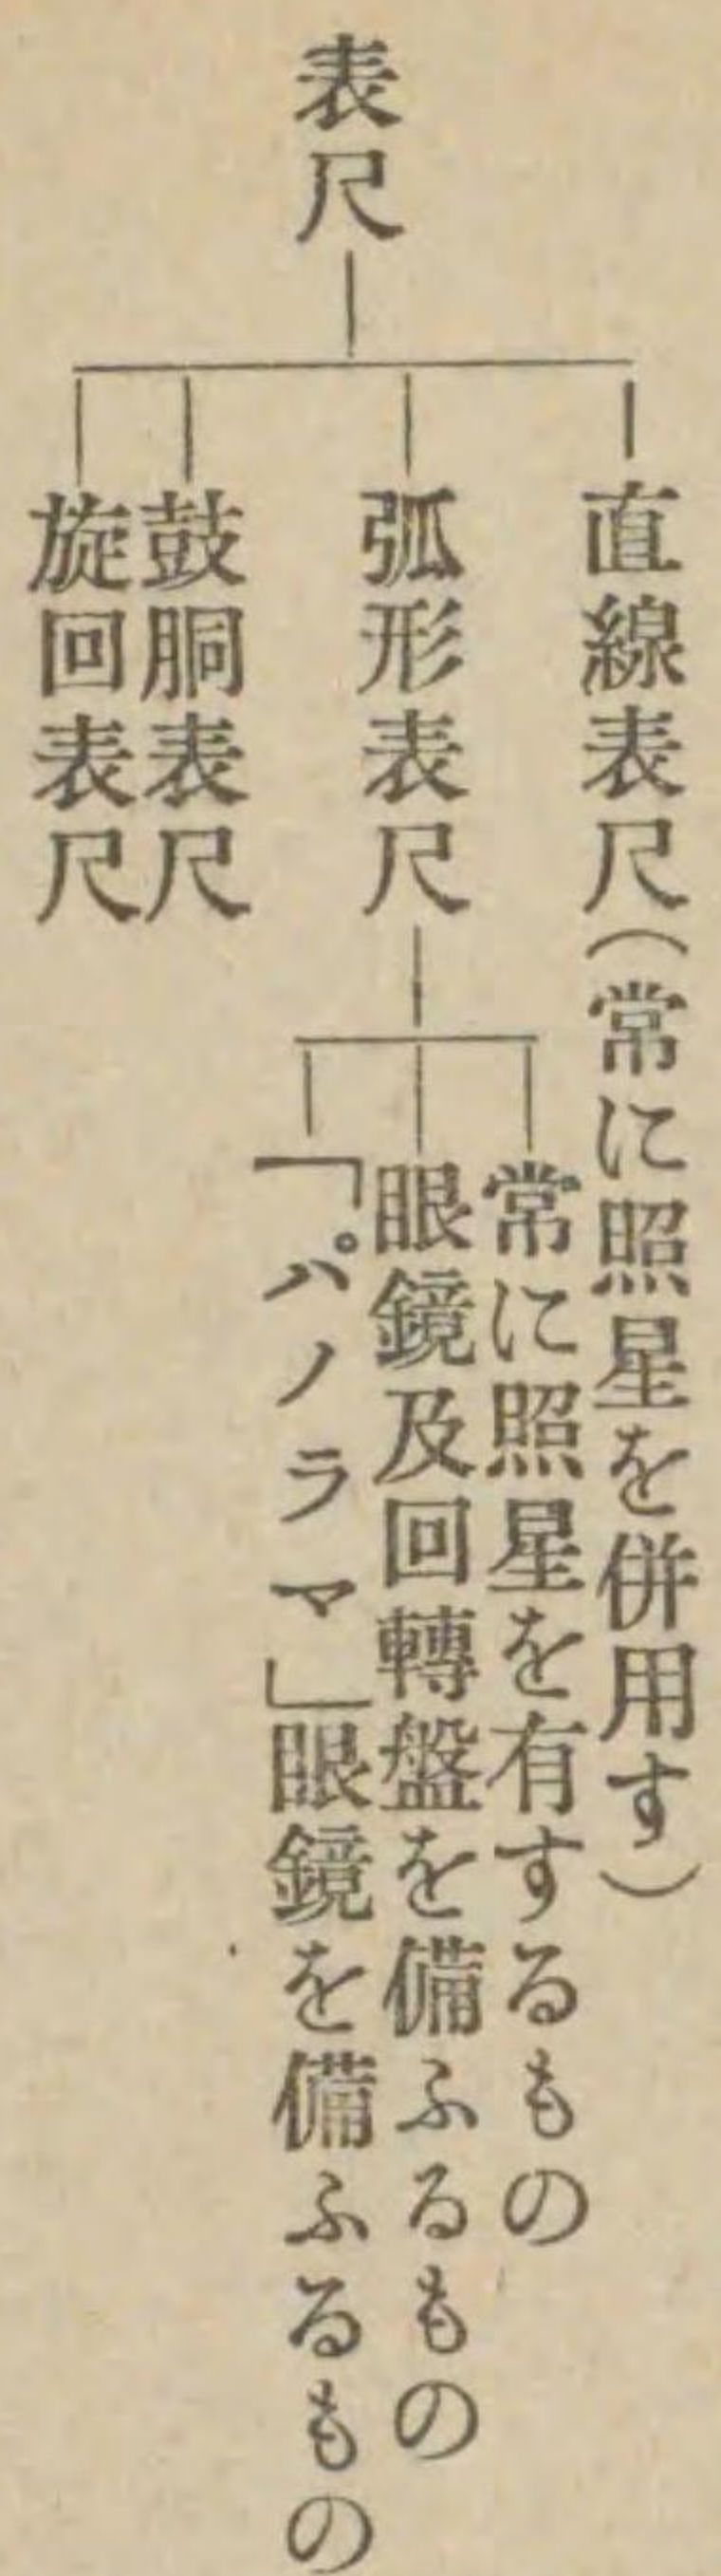 表尺
直線表尺(常に照星を併用す)
弧形表尺
常に照星を有するもの
眼鏡及回轉盤を備ふるもの
「パノラマ」眼鏡を備ふるもの
鼓胴表尺
旋回表尺